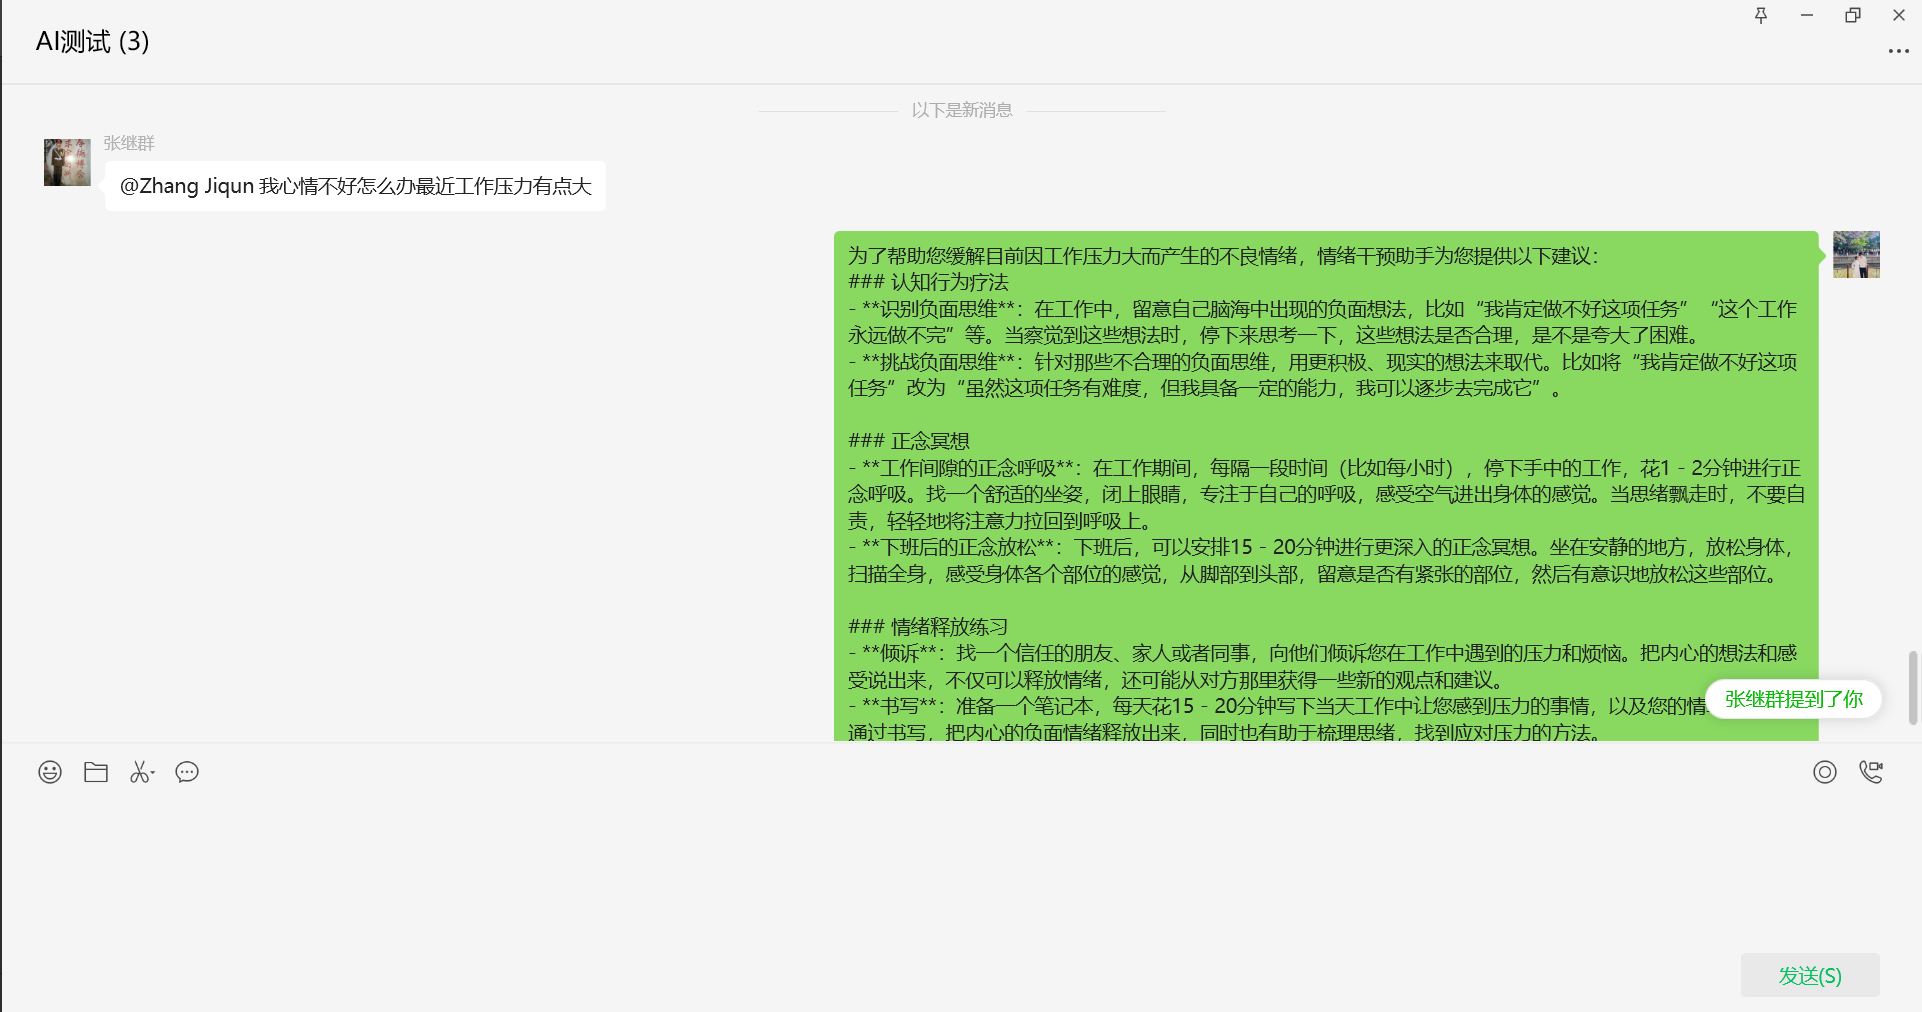 AI测试 (3)
以下是新消息
张继群
@Zhang Jiqun 我心情不好怎么办最近工作压力有点大
为了帮助您缓解目前因工作压力大而产生的不良情绪，情绪干预助手为您提供以下建议：
### 认知行为疗法
- **识别负面思维**：在工作中，留意自己脑海中出现的负面想法，比如“我肯定做不好这项任务”“这个工作
永远做不完”等。当察觉到这些想法时，停下来思考一下，这些想法是否合理，是不是夸大了困难。
- **挑战负面思维**：针对那些不合理的负面思维，用更积极、现实的想法来取代。比如将“我肯定做不好这项
任务”改为“虽然这项任务有难度，但我具备一定的能力，我可以逐步去完成它”。
### 正念冥想
- **工作间隙的正念呼吸**：在工作期间，每隔一段时间（比如每小时），停下手中的工作，花1 - 2分钟进行正
念呼吸。找一个舒适的坐姿，闭上眼睛，专注于自己的呼吸，感受空气进出身体的感觉。当思绪飘走时，不要自
责，轻轻地将注意力拉回到呼吸上。
- **下班后的正念放松**：下班后，可以安排15 - 20分钟进行更深入的正念冥想。坐在安静的地方，放松身体，
扫描全身，感受身体各个部位的感觉，从脚部到头部，留意是否有紧张的部位，然后有意识地放松这些部位。
### 情绪释放练习
- **倾诉**：找一个信任的朋友、家人或者同事，向他们倾诉您在工作中遇到的压力和烦恼。把内心的想法和感
受说出来，不仅可以释放情绪，还可能从对方那里获得一些新的观点和建议。
- **书写**：准备一个笔记本，每天花15 - 20分钟写下当天工作中让您感到压力的事情，以及您的情
张继群提到了你
通过书写，把内心的负面情绪释放出来，同时也有助于梳理思绪，找到应对压力的方法。
发送(S)